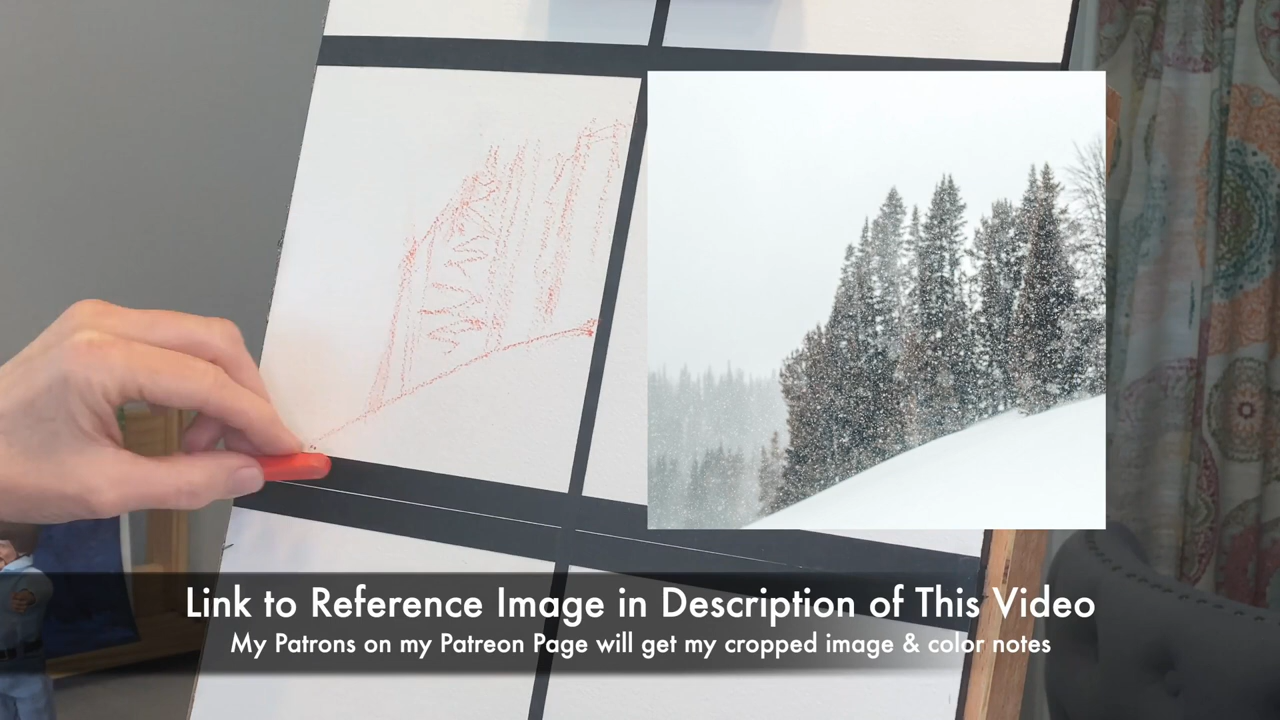 Link to Reference Image in Description of This Video
My Patrons on my Patreon Page will get my cropped image & color notes